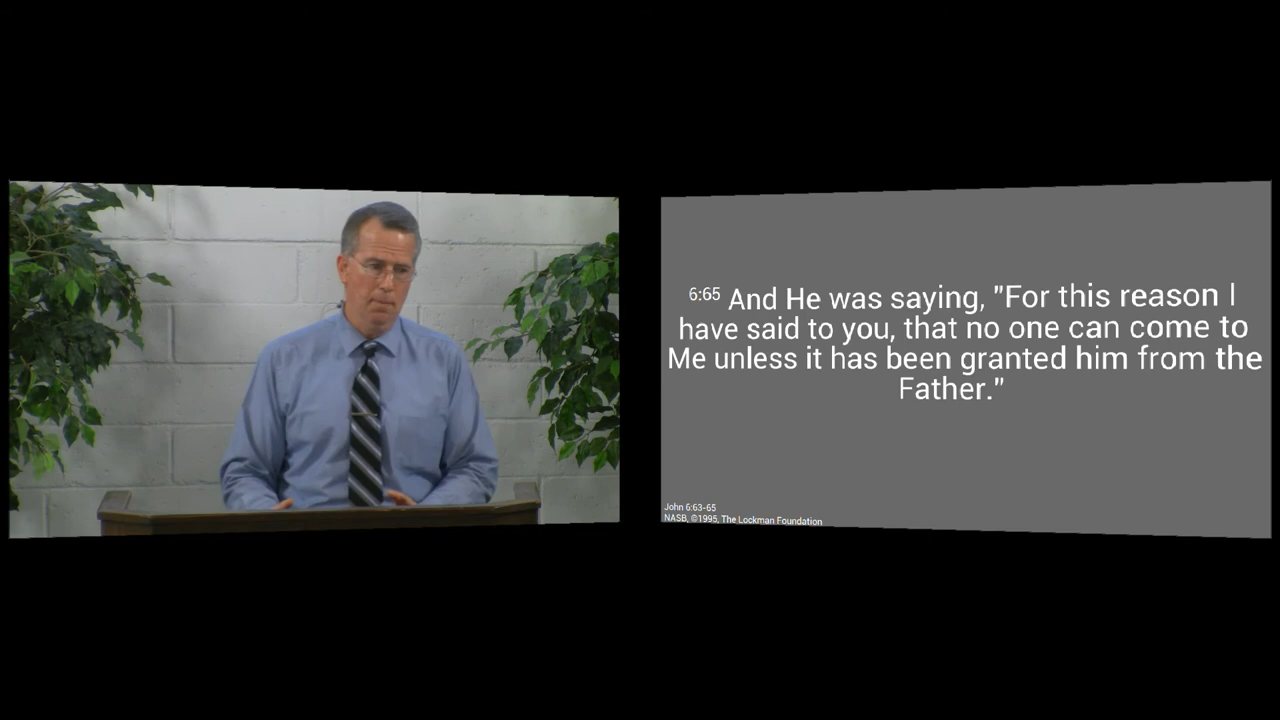 6:65 And He was saying, "For this reason I
have said to you, that no one can come to
Me unless it has been granted him from the
Father."
John 6:63-65
NASB, ©1995, The Lockman Foundation